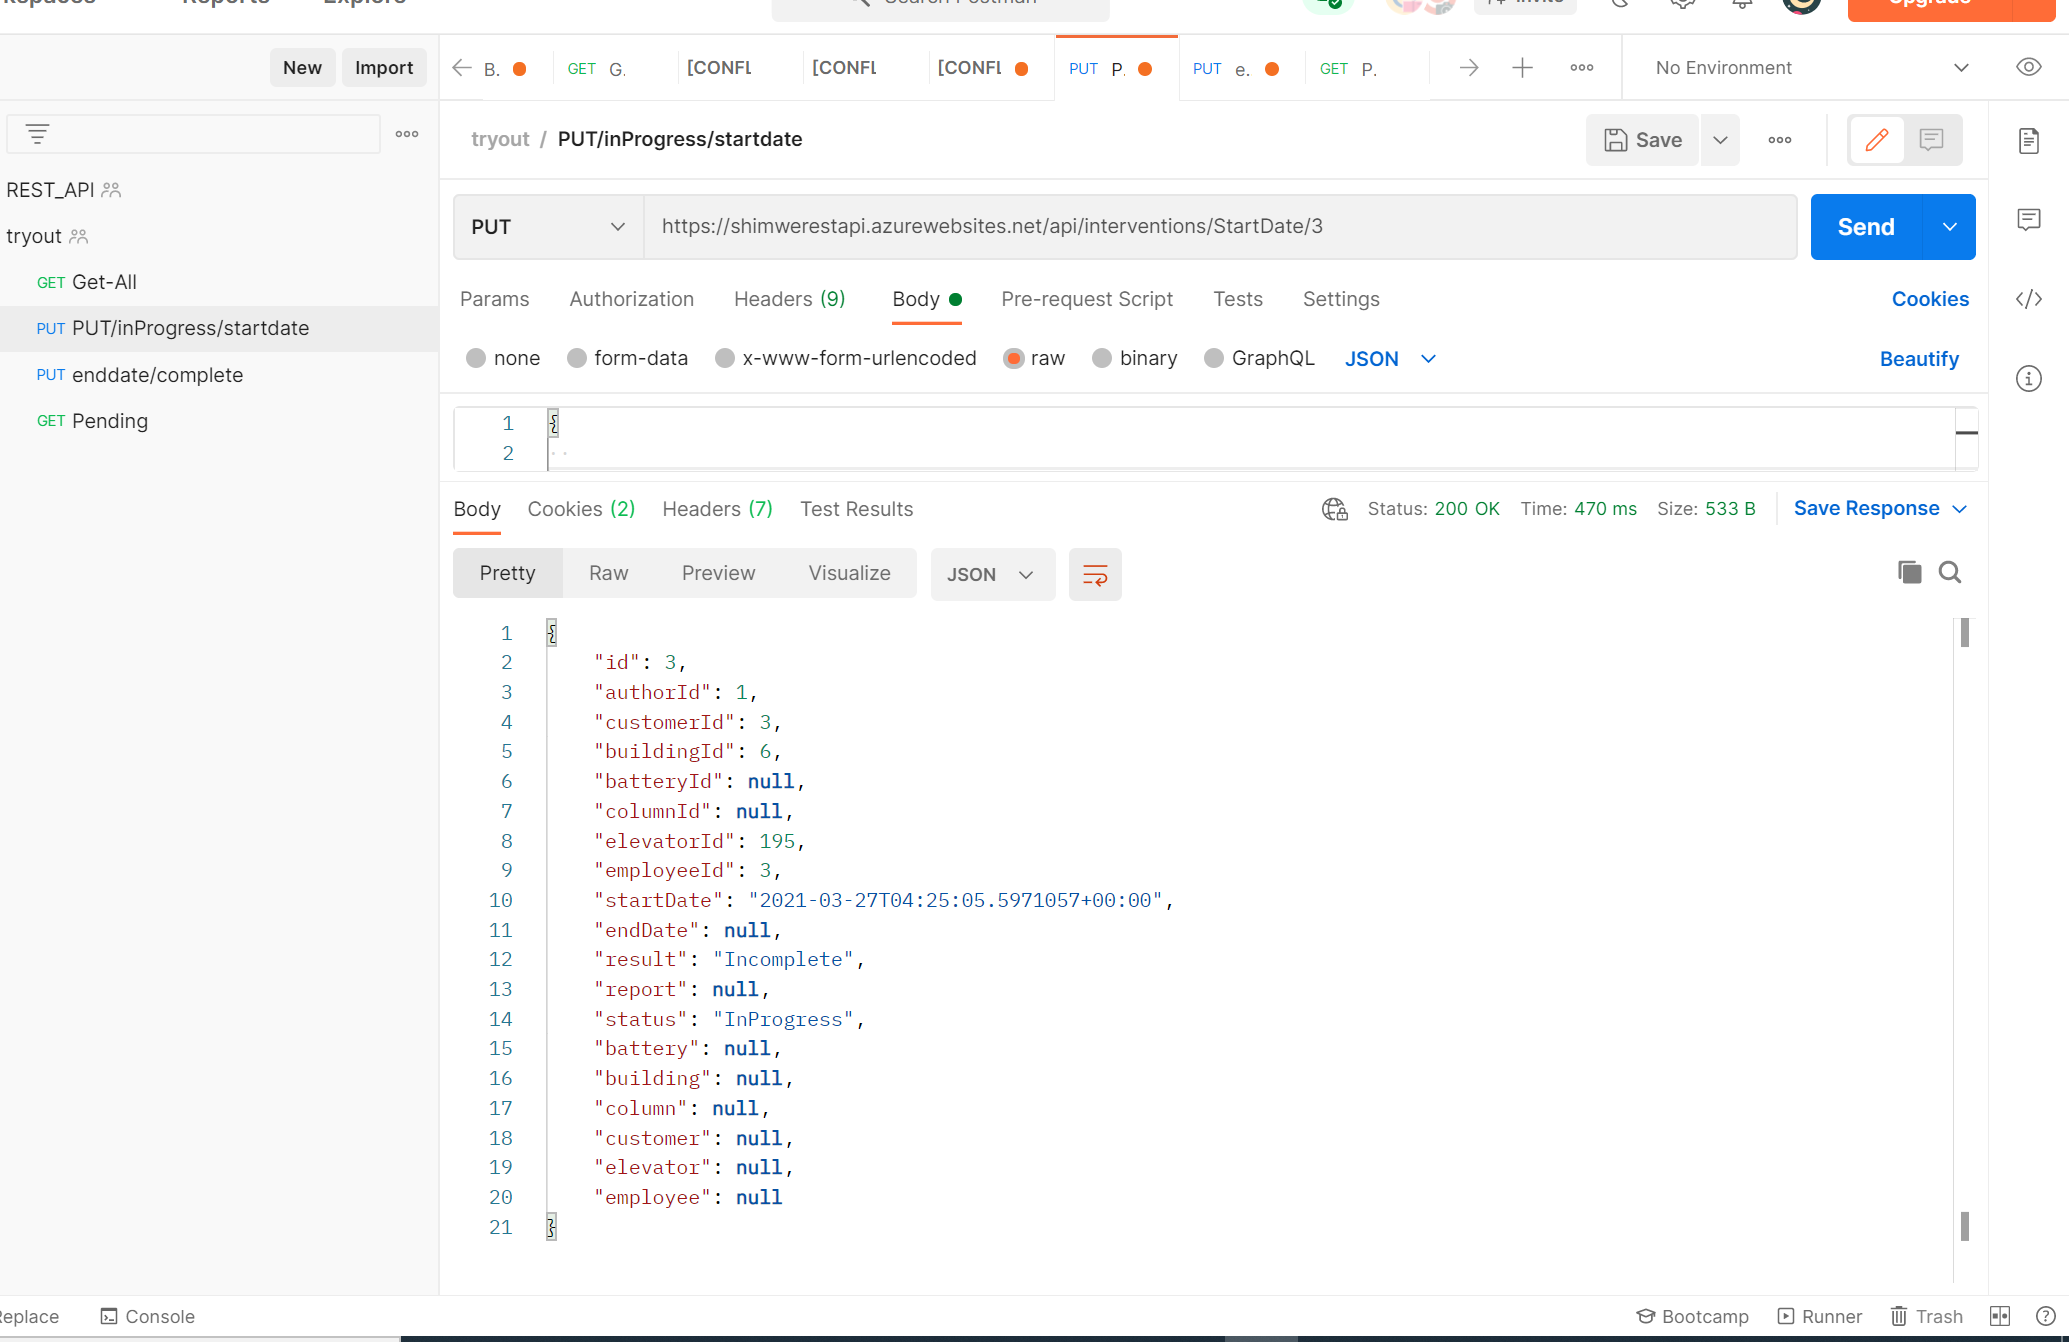 Reports Explore Search Postman Invite Upgrade
New Import
B. GET G. [CONFL [CONFL [CONFL PUT P. PUT e. GET P. No Environment
tryout / PUT/inProgress/startdate Save
REST_API
tryout
GET Get-All
PUT PUT/inProgress/startdate
PUT enddate/complete
GET Pending
PUT https://shimwerestapi.azurewebsites.net/api/interventions/StartDate/3 Send
Params Authorization Headers (9) Body Pre-request Script Tests Settings Cookies
none form-data x-www-form-urlencoded raw binary GraphQL JSON Beautify
1 {
2
Body Cookies (2) Headers (7) Test Results Status: 200 OK Time: 470 ms Size: 533 B Save Response
Pretty Raw Preview Visualize JSON
1 {
2 "id": 3,
3 "authorId": 1,
4 "customerId": 3,
5 "buildingId": 6,
6 "batteryId": null,
7 "columnId": null,
8 "elevatorId": 195,
9 "employeeId": 3,
10 "startDate": "2021-03-27T04:25:05.5971057+00:00",
11 "endDate": null,
12 "result": "Incomplete",
13 "report": null,
14 "status": "InProgress",
15 "battery": null,
16 "building": null,
17 "column": null,
18 "customer": null,
19 "elevator": null,
20 "employee": null
21 }
eplace Console Bootcamp Runner Trash